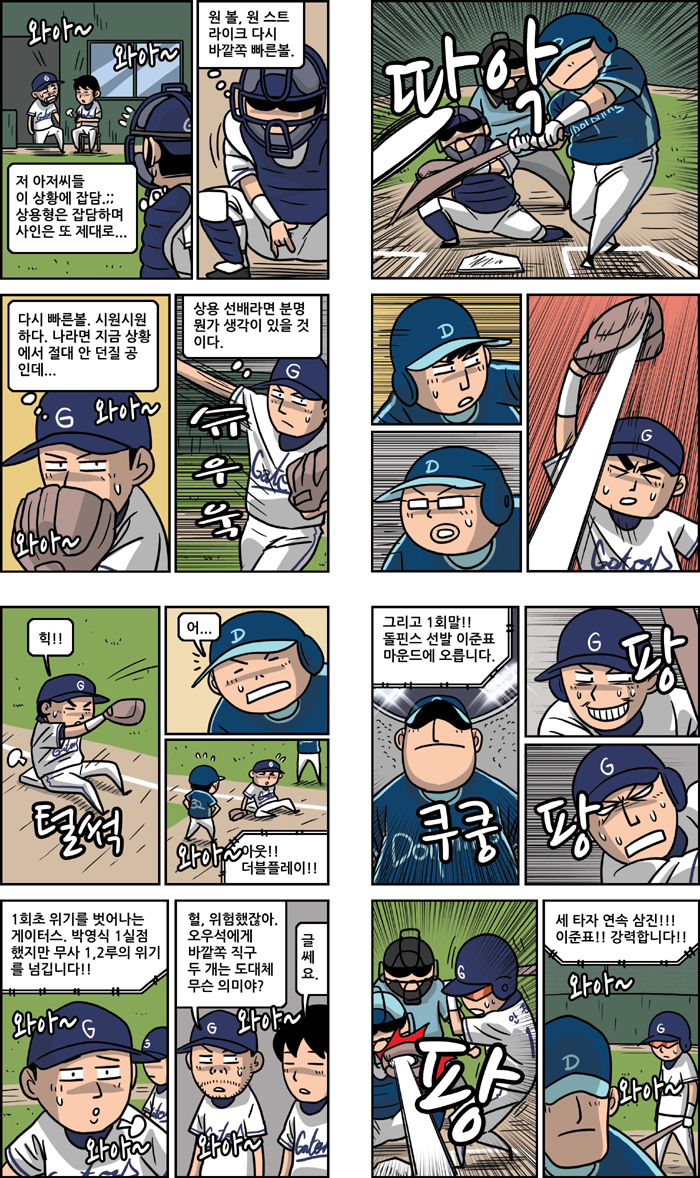 와아~
와아~
G
Gators
저 아저씨들
이 상황에 잡담.;;
상용형은 잡담하며
사인은 또 제대로...
원 볼, 원 스트
라이크 다시
바깥쪽 빠른볼.
다시 빠른볼. 시원시원
하다. 나라면 지금 상황
에서 절대 안 던질 공
인데...
와아~
G
와아~
상용 선배라면 분명
뭔가 생각이 있을 것
이다.
G
슈
우
욱
Gators
따악
D
Dolphins
D
D
G
Gators
힉!!
G
Gators
털썩
어...
D
G
와아~
아웃!!
더블플레이!!
1회초 위기를 벗어나는
게이터스. 박영식 1실점
했지만 무사 1,2루의 위기
를 넘깁니다!!
와아~
G
와아~
Gators
헐, 위험했잖아.
오우석에게
바깥쪽 직구
두 개는 도대체
무슨 의미야?
글
쎄
요.
와아~
G
와아~
Gators
그리고 1회말!!
돌핀스 선발 이준표
마운드에 오릅니다.
쿠쿵
G
팡
G
팡
G
팡
세 타자 연속 삼진!!!
이준표!! 강력합니다!!
와아~
D
G
와아~